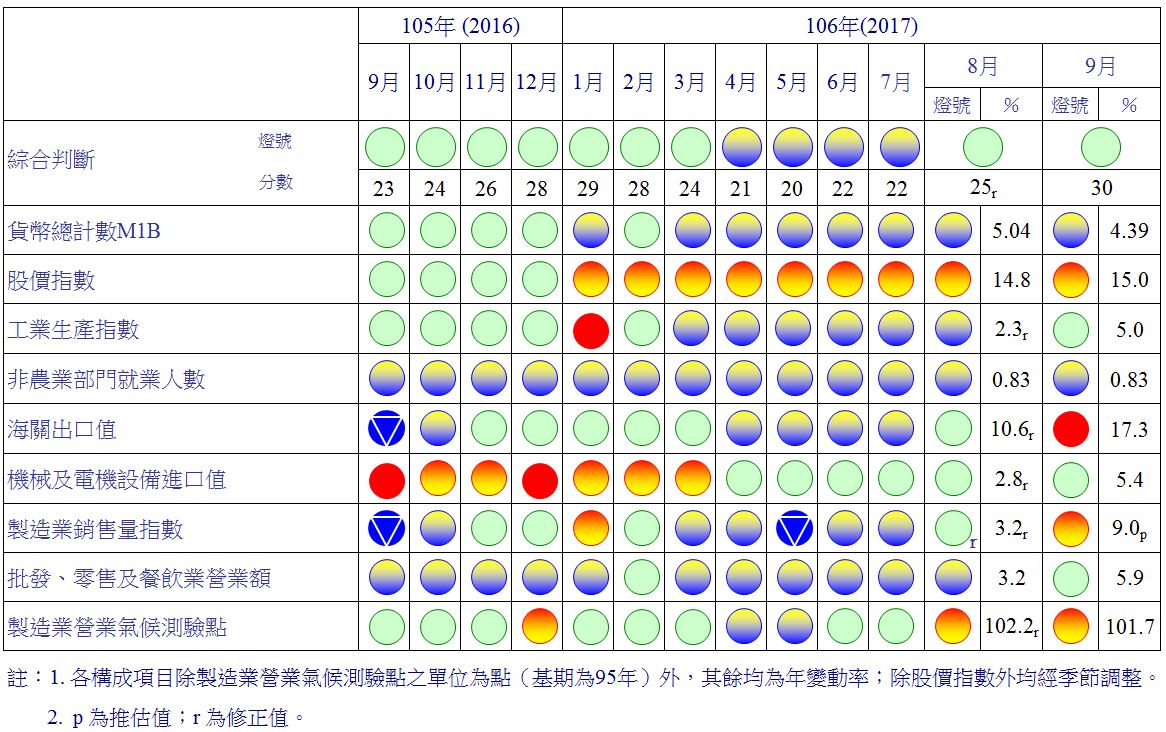 105年 (2016) 106年(2017)
9月 10月 11月 12月 1月 2月 3月 4月 5月 6月 7月 8月 9月
燈號 % 燈號 %
綜合判斷 燈號
分數 23 24 26 28 29 28 24 21 20 22 22 25r 30
貨幣總計數M1B 5.04 4.39
股價指數 14.8 15.0
工業生產指數 2.3r 5.0
非農業部門就業人數 0.83 0.83
海關出口值 10.6r 17.3
機械及電機設備進口值 2.8r 5.4
製造業銷售量指數 r 3.2r 9.0p
批發、零售及餐飲業營業額 3.2 5.9
製造業營業氣候測驗點 102.2r 101.7
註：1. 各構成項目除製造業營業氣候測驗點之單位為點（基期為95年）外，其餘均為年變動率；除股價指數外均經季節調整。
2. p 為推估值；r 為修正值。